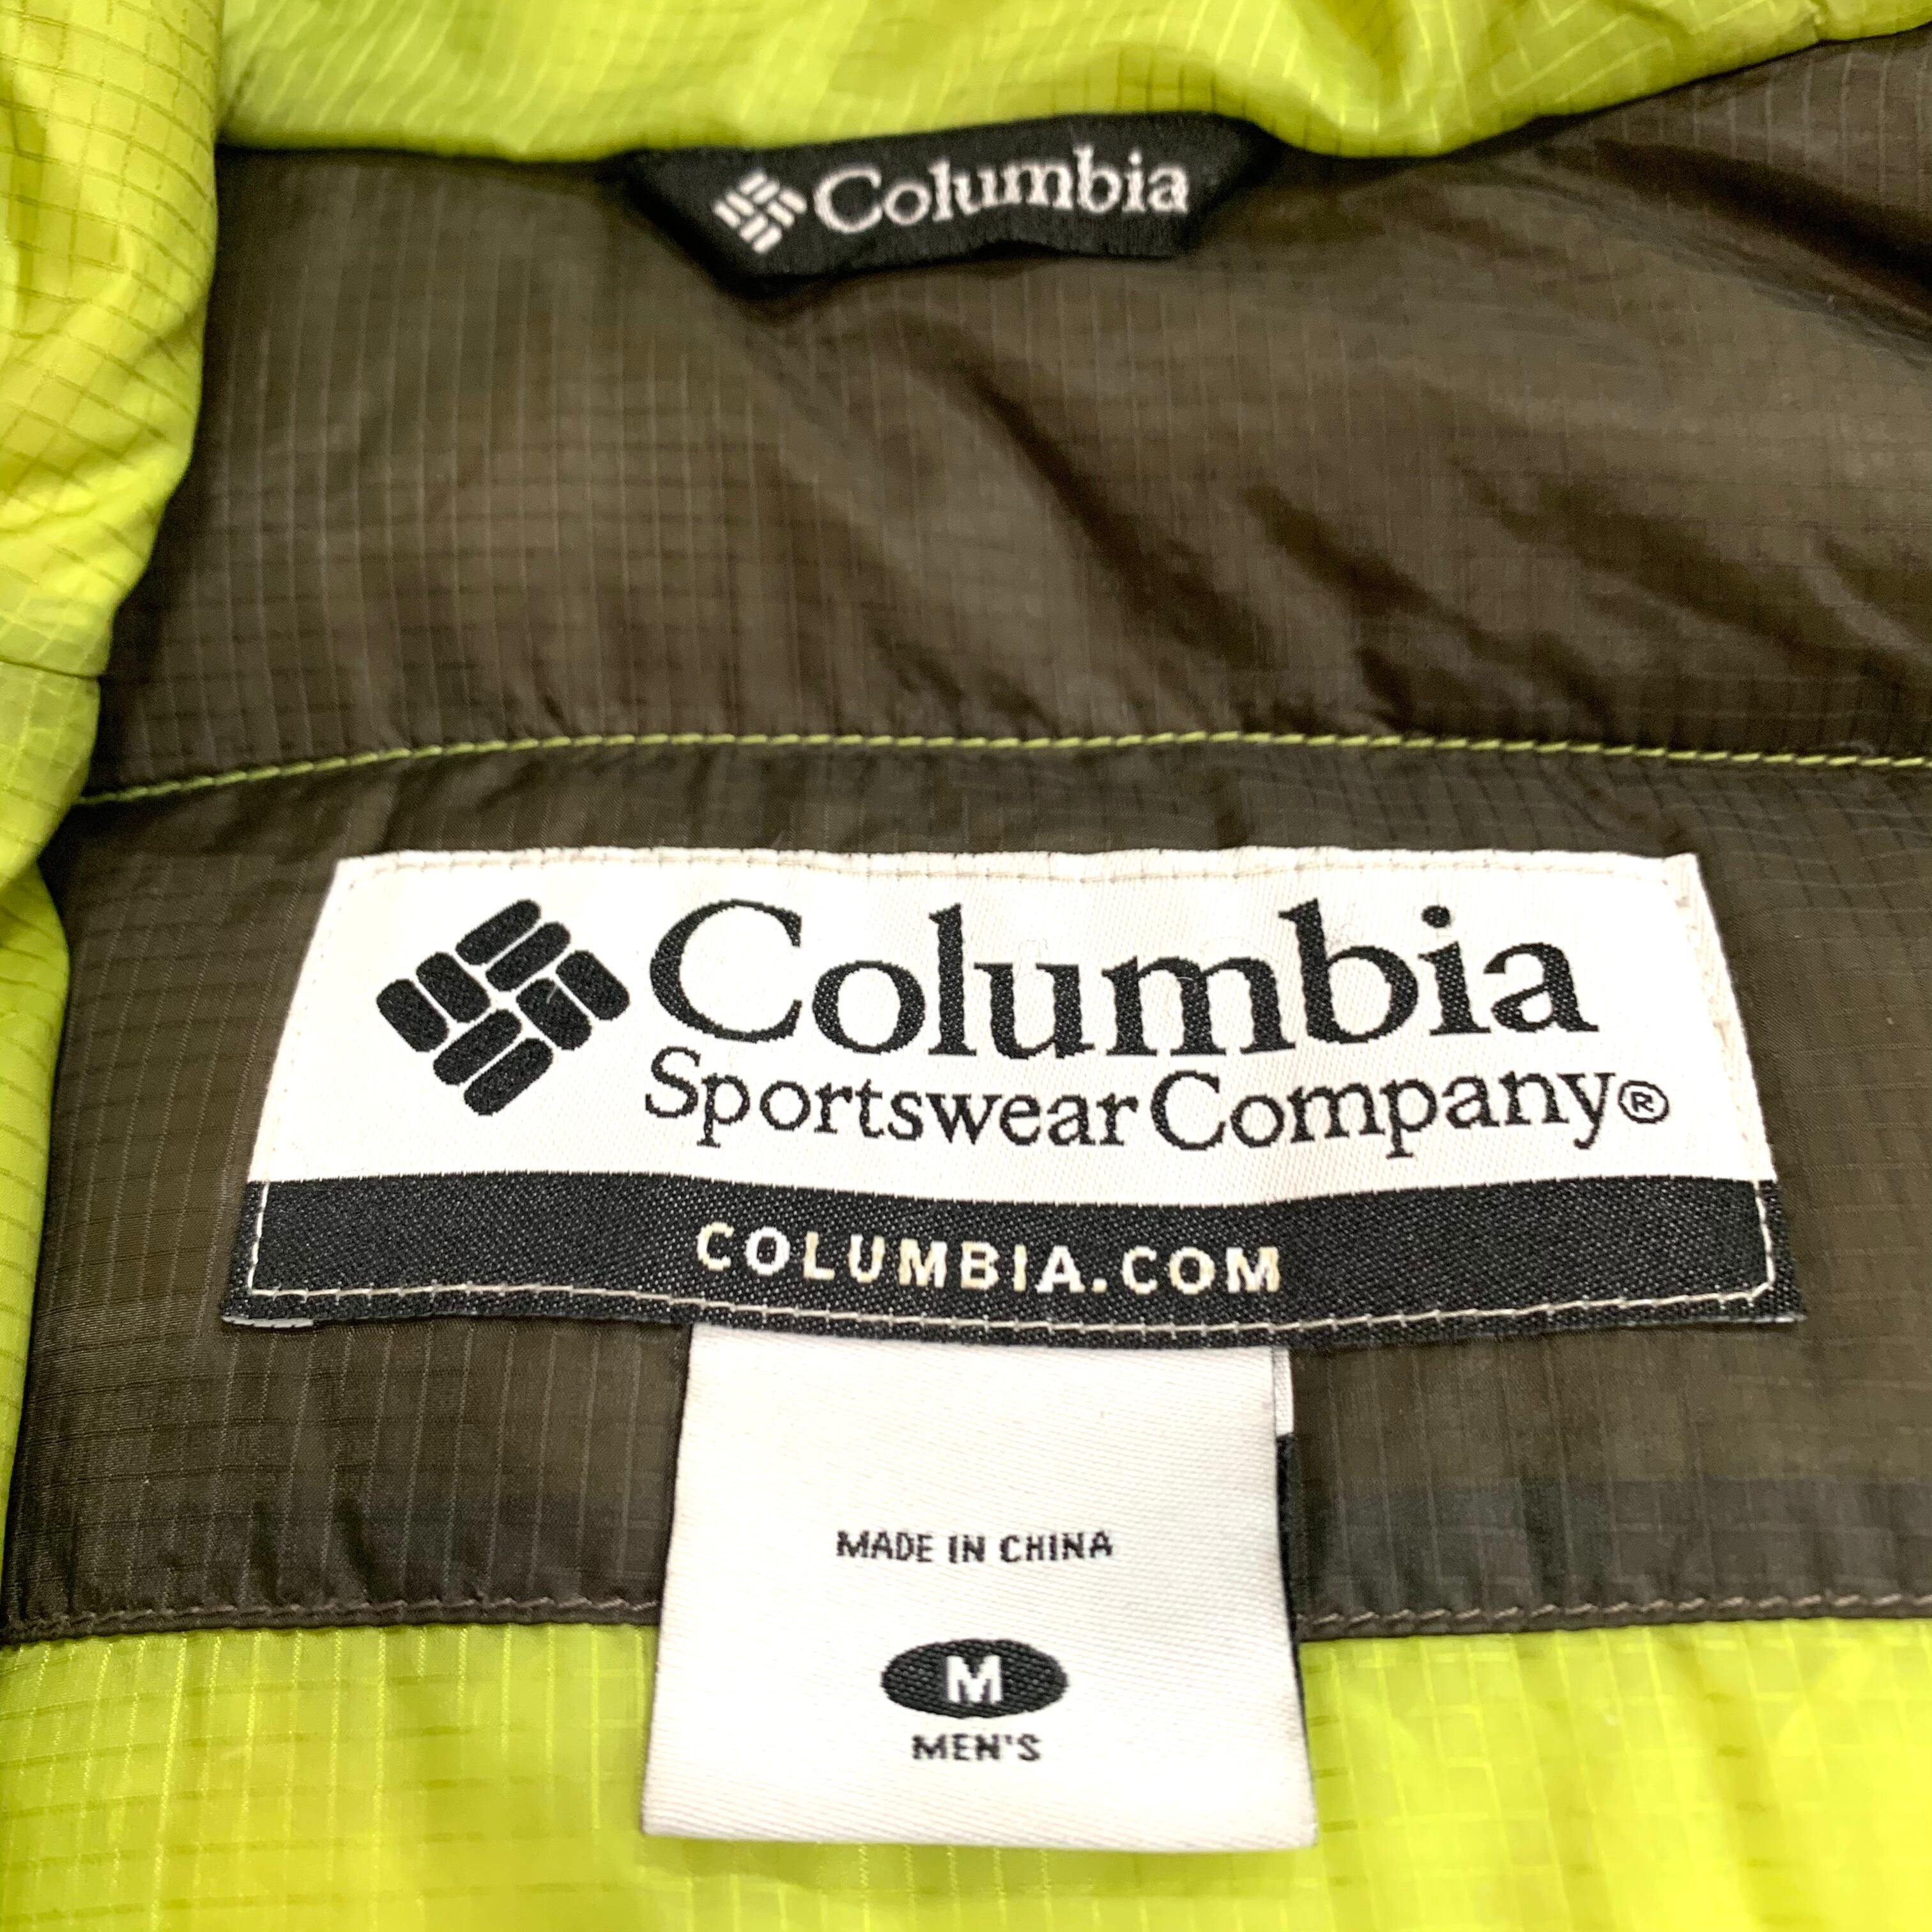 Columbia
Columbia
Sportswear Company®
COLUMBIA.COM
MADE IN CHINA
M
MEN'S